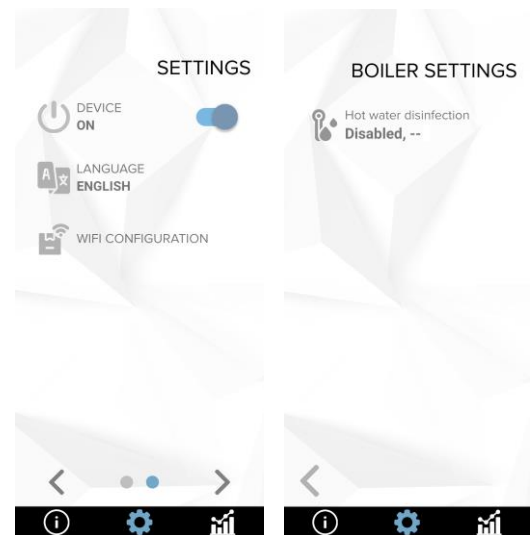 SETTINGS
DEVICE
ON
LANGUAGE
ENGLISH
WIFI CONFIGURATION
BOILER SETTINGS
Hot water disinfection
Disabled, --